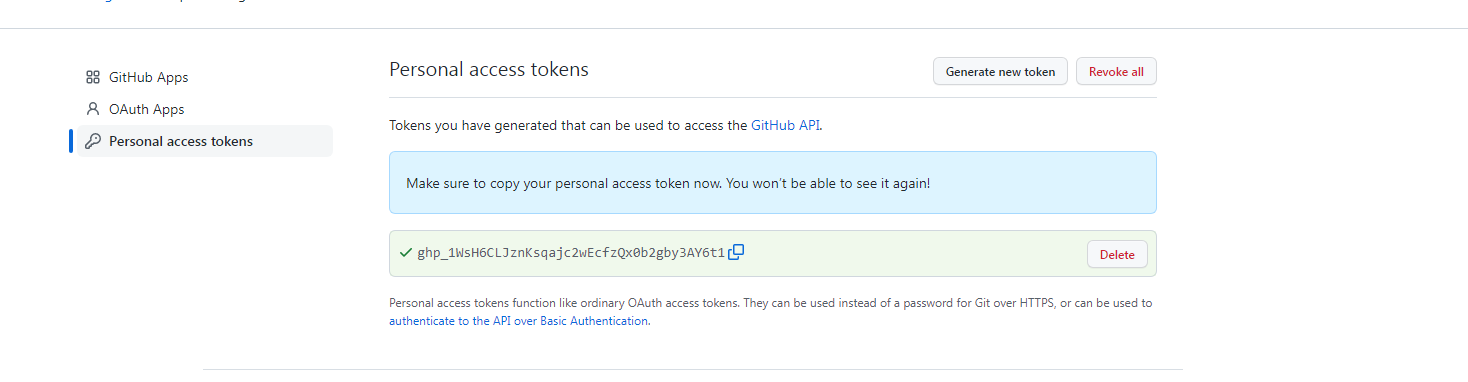 GitHub Apps
OAuth Apps
Personal access tokens
Personal access tokens
Generate new token
Revoke all
Tokens you have generated that can be used to access the GitHub API.
Make sure to copy your personal access token now. You won't be able to see it again!
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
Delete
Personal access tokens function like ordinary OAuth access tokens. They can be used instead of a password for Git over HTTPS, or can be used to
authenticate to the API over Basic Authentication.